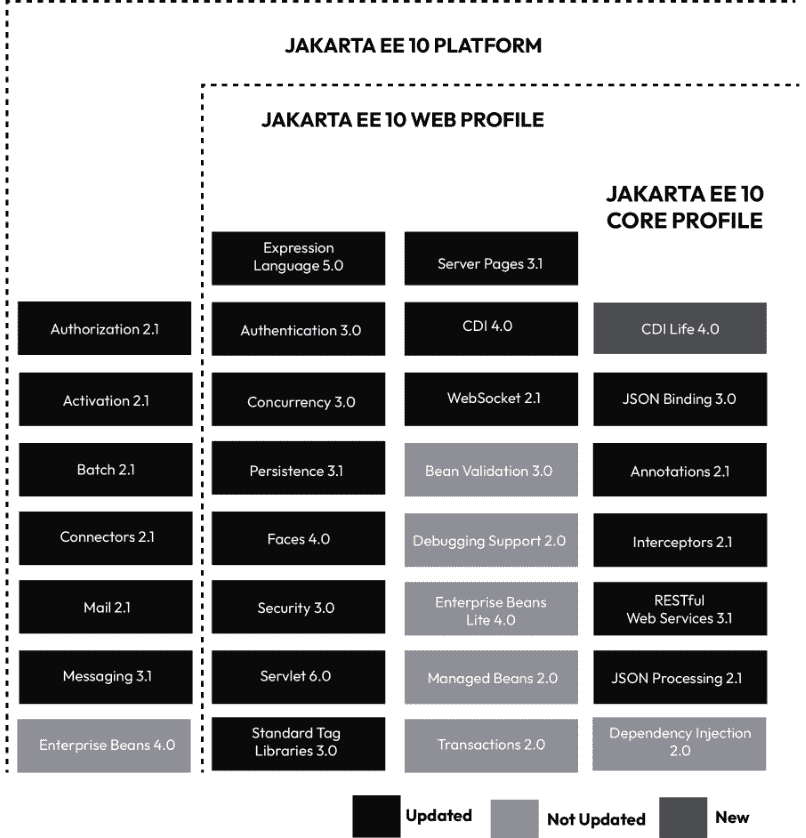 JAKARTA EE 10 PLATFORM
JAKARTA EE 10 WEB PROFILE
JAKARTA EE 10
CORE PROFILE
Expression
Language 5.0
Server Pages 3.1
Authorization 2.1
Authentication 3.0
CDI 4.0
CDI Life 4.0
Activation 2.1
Concurrency 3.0
WebSocket 2.1
JSON Binding 3.0
Batch 2.1
Persistence 3.1
Bean Validation 3.0
Annotations 2.1
Connectors 2.1
Faces 4.0
Debugging Support 2.0
Interceptors 2.1
Mail 2.1
Security 3.0
Enterprise Beans
Lite 4.0
RESTful
Web Services 3.1
Messaging 3.1
Servlet 6.0
Managed Beans 2.0
JSON Processing 2.1
Enterprise Beans 4.0
Standard Tag
Libraries 3.0
Transactions 2.0
Dependency Injection
2.0
Updated
Not Updated
New